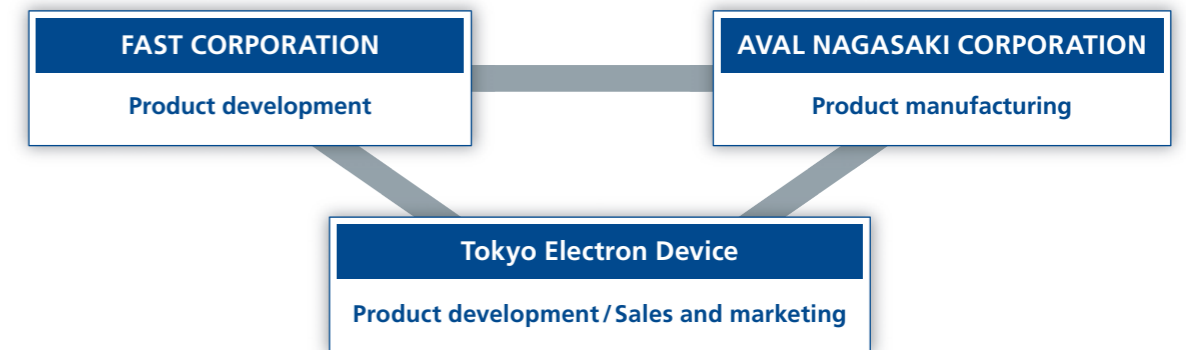 FAST CORPORATION
Product development
AVAL NAGASAKI CORPORATION
Product manufacturing
Tokyo Electron Device
Product development/Sales and marketing